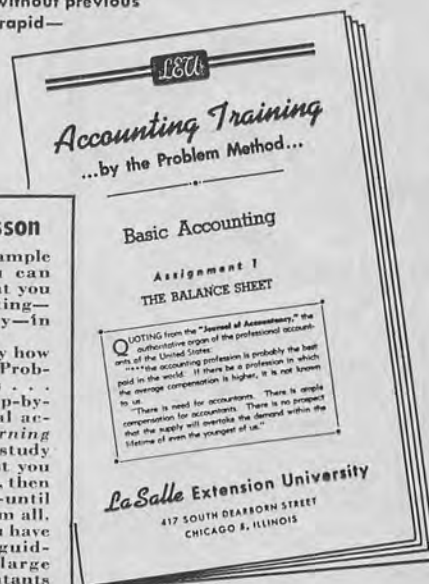 without previous
rapid—
LEU
Accounting Training
...by the Problem Method...
Basic Accounting
Assignment 1
THE BALANCE SHEET
QUOTING from the "Journal of Accountancy," the
authoritative organ of the professional account-
ants of the United States:
"****the accounting profession is probably the best
paid in the world. If there be a profession in which
the average compensation is higher, it is not known
to us.
"There is need for accountants. There is ample
compensation for accountants. There is no prospect
that the supply will overtake the demand within the
lifetime of even the youngest of us."
LaSalle Extension University
417 SOUTH DEARBORN STREET
CHICAGO 5, ILLINOIS
sson
ample
can
t you
ting—
y—in
y how
Prob-
. . .
p-by-
l ac-
rning
study
t you
, then
—until
m all.
u have
guid-
large
ntants